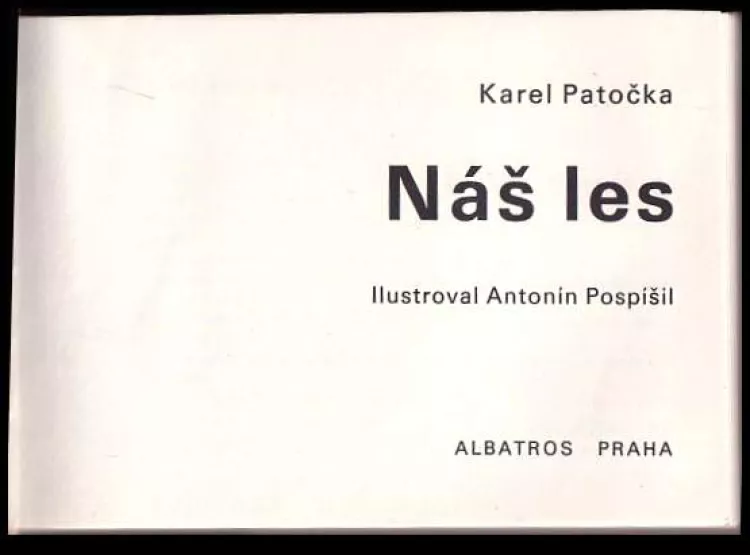 Karel Patočka
Náš les
Ilustroval Antonín Pospíšil
ALBATROS PRAHA